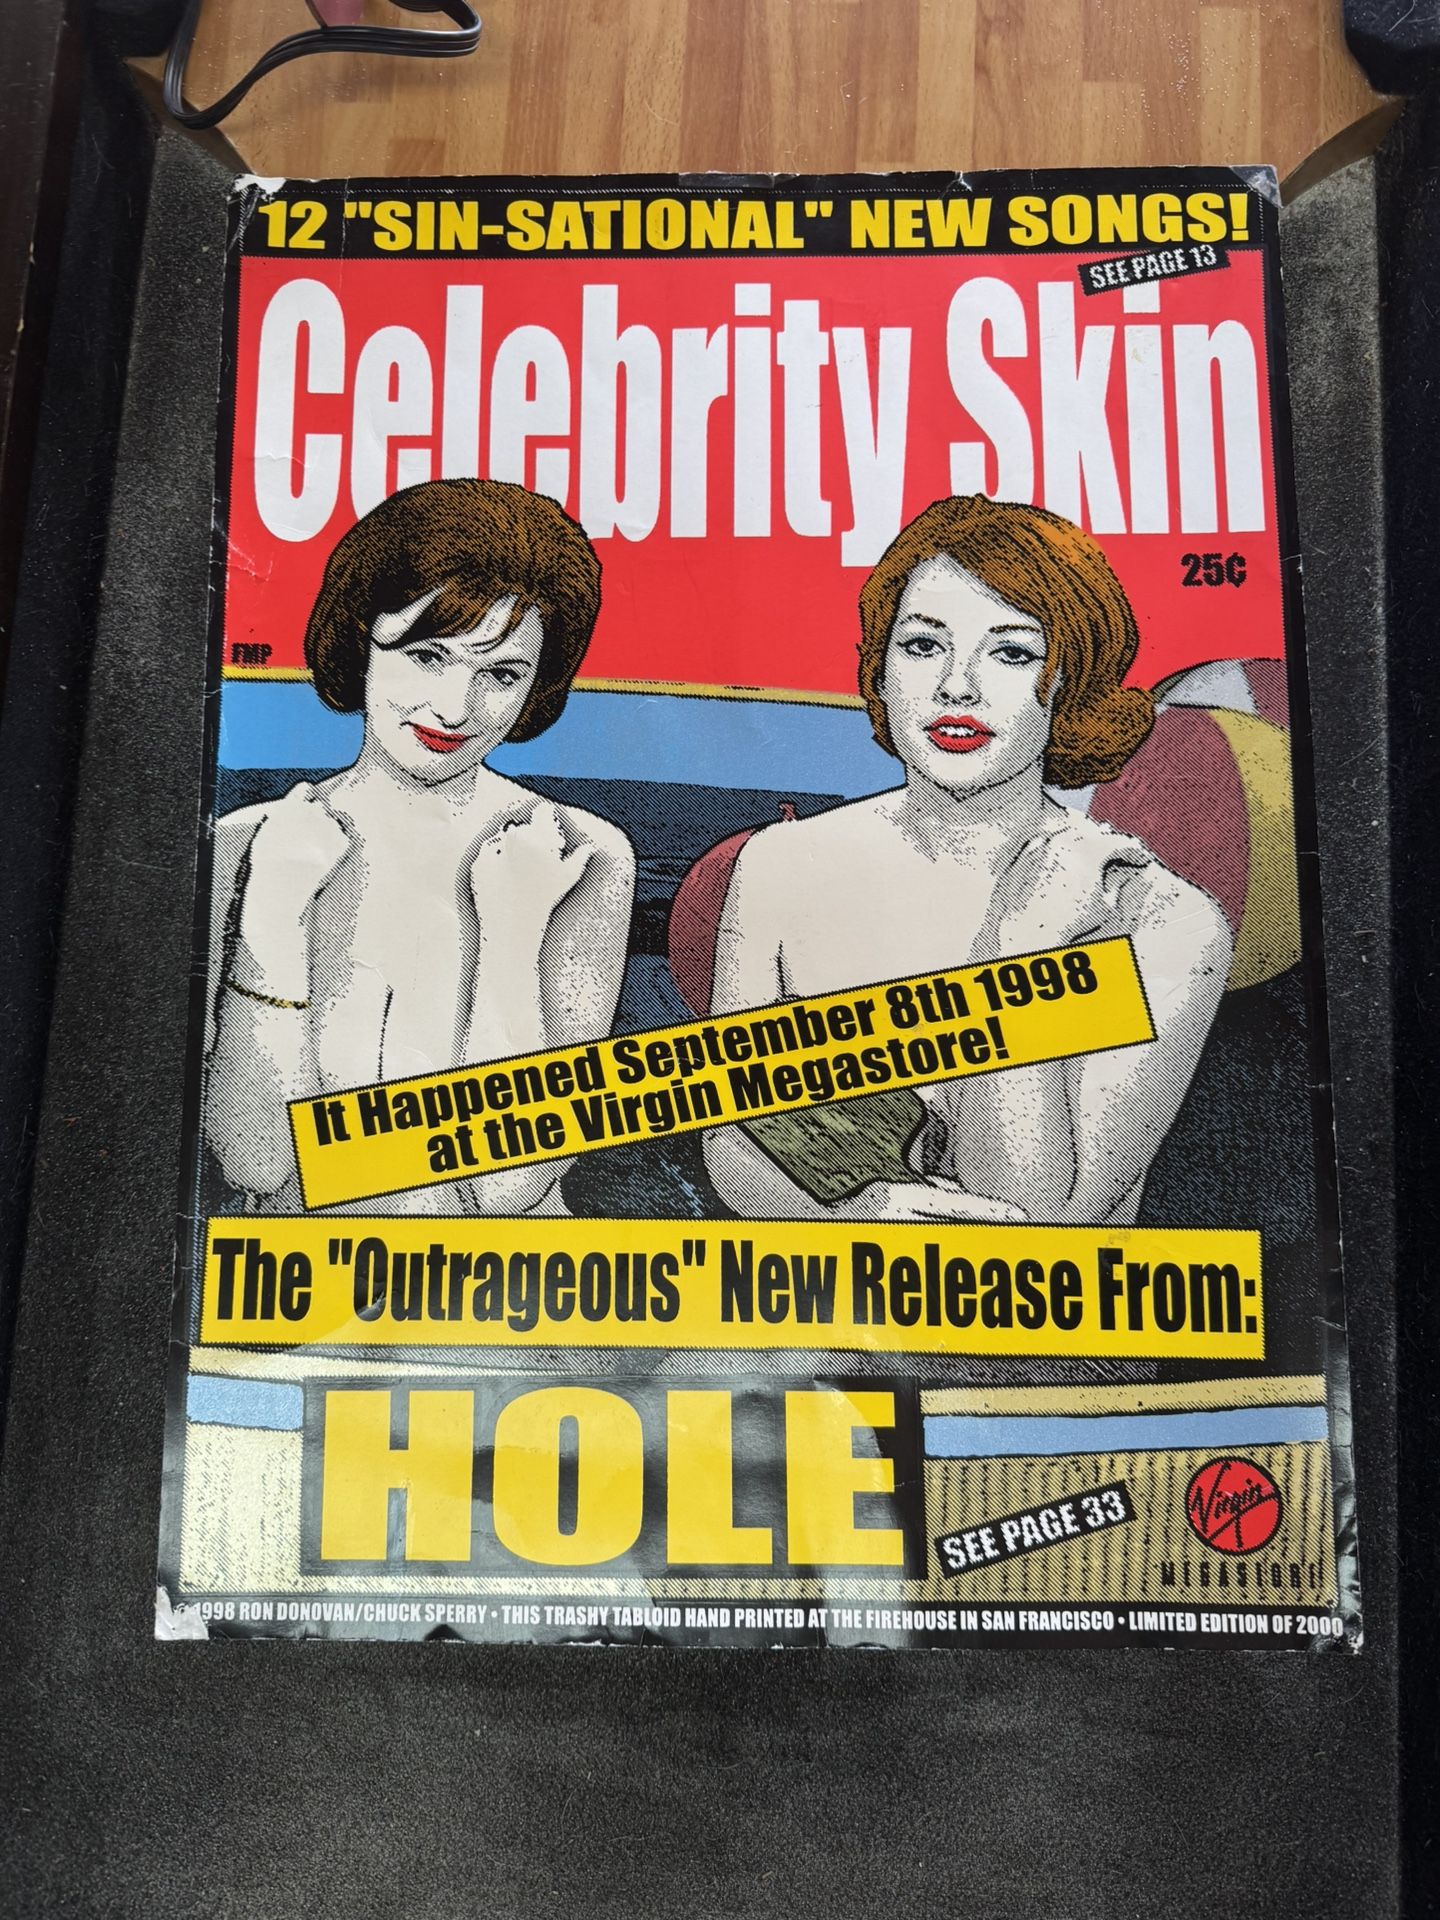 12 "SIN-SATIONAL" NEW SONGS!
SEE PAGE 13
Celebrity Skin
25¢
FMP
It Happened September 8th 1998
at the Virgin Megastore!
The "Outrageous" New Release From:
HOLE
SEE PAGE 33
Virgin
MEGASTORE
© 1998 RON DONOVAN/CHUCK SPERRY • THIS TRASHY TABLOID HAND PRINTED AT THE FIREHOUSE IN SAN FRANCISCO • LIMITED EDITION OF 2000